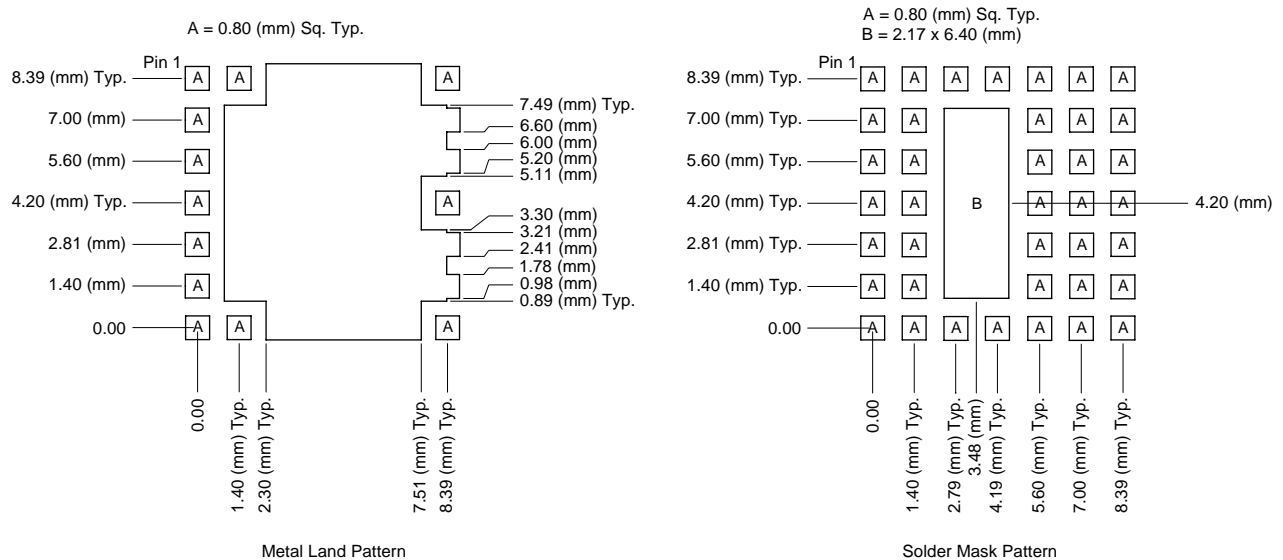 A = 0.80 (mm) Sq. Typ.
Pin 1
8.39 (mm) Typ.
A
A
A
7.49 (mm) Typ.
7.00 (mm)
A
6.60 (mm)
6.00 (mm)
5.60 (mm)
A
5.20 (mm)
5.11 (mm)
4.20 (mm) Typ.
A
A
3.30 (mm)
3.21 (mm)
2.81 (mm)
A
2.41 (mm)
1.78 (mm)
1.40 (mm)
A
0.98 (mm)
0.89 (mm) Typ.
0.00
A
A
A
0.00
1.40 (mm) Typ.
2.30 (mm) Typ.
7.51 (mm) Typ.
8.39 (mm) Typ.
Metal Land Pattern
A = 0.80 (mm) Sq. Typ.
B = 2.17 x 6.40 (mm)
Pin 1
8.39 (mm) Typ.
A A A A A A A
7.00 (mm) Typ.
A A A A A
5.60 (mm) Typ.
A A A A A
4.20 (mm) Typ.
A A B A A A
4.20 (mm)
2.81 (mm) Typ.
A A A A A
1.40 (mm) Typ.
A A A A A
0.00
A A A A A A A
0.00
1.40 (mm) Typ.
2.79 (mm) Typ.
3.48 (mm)
4.19 (mm) Typ.
5.60 (mm) Typ.
7.00 (mm) Typ.
8.39 (mm) Typ.
Solder Mask Pattern